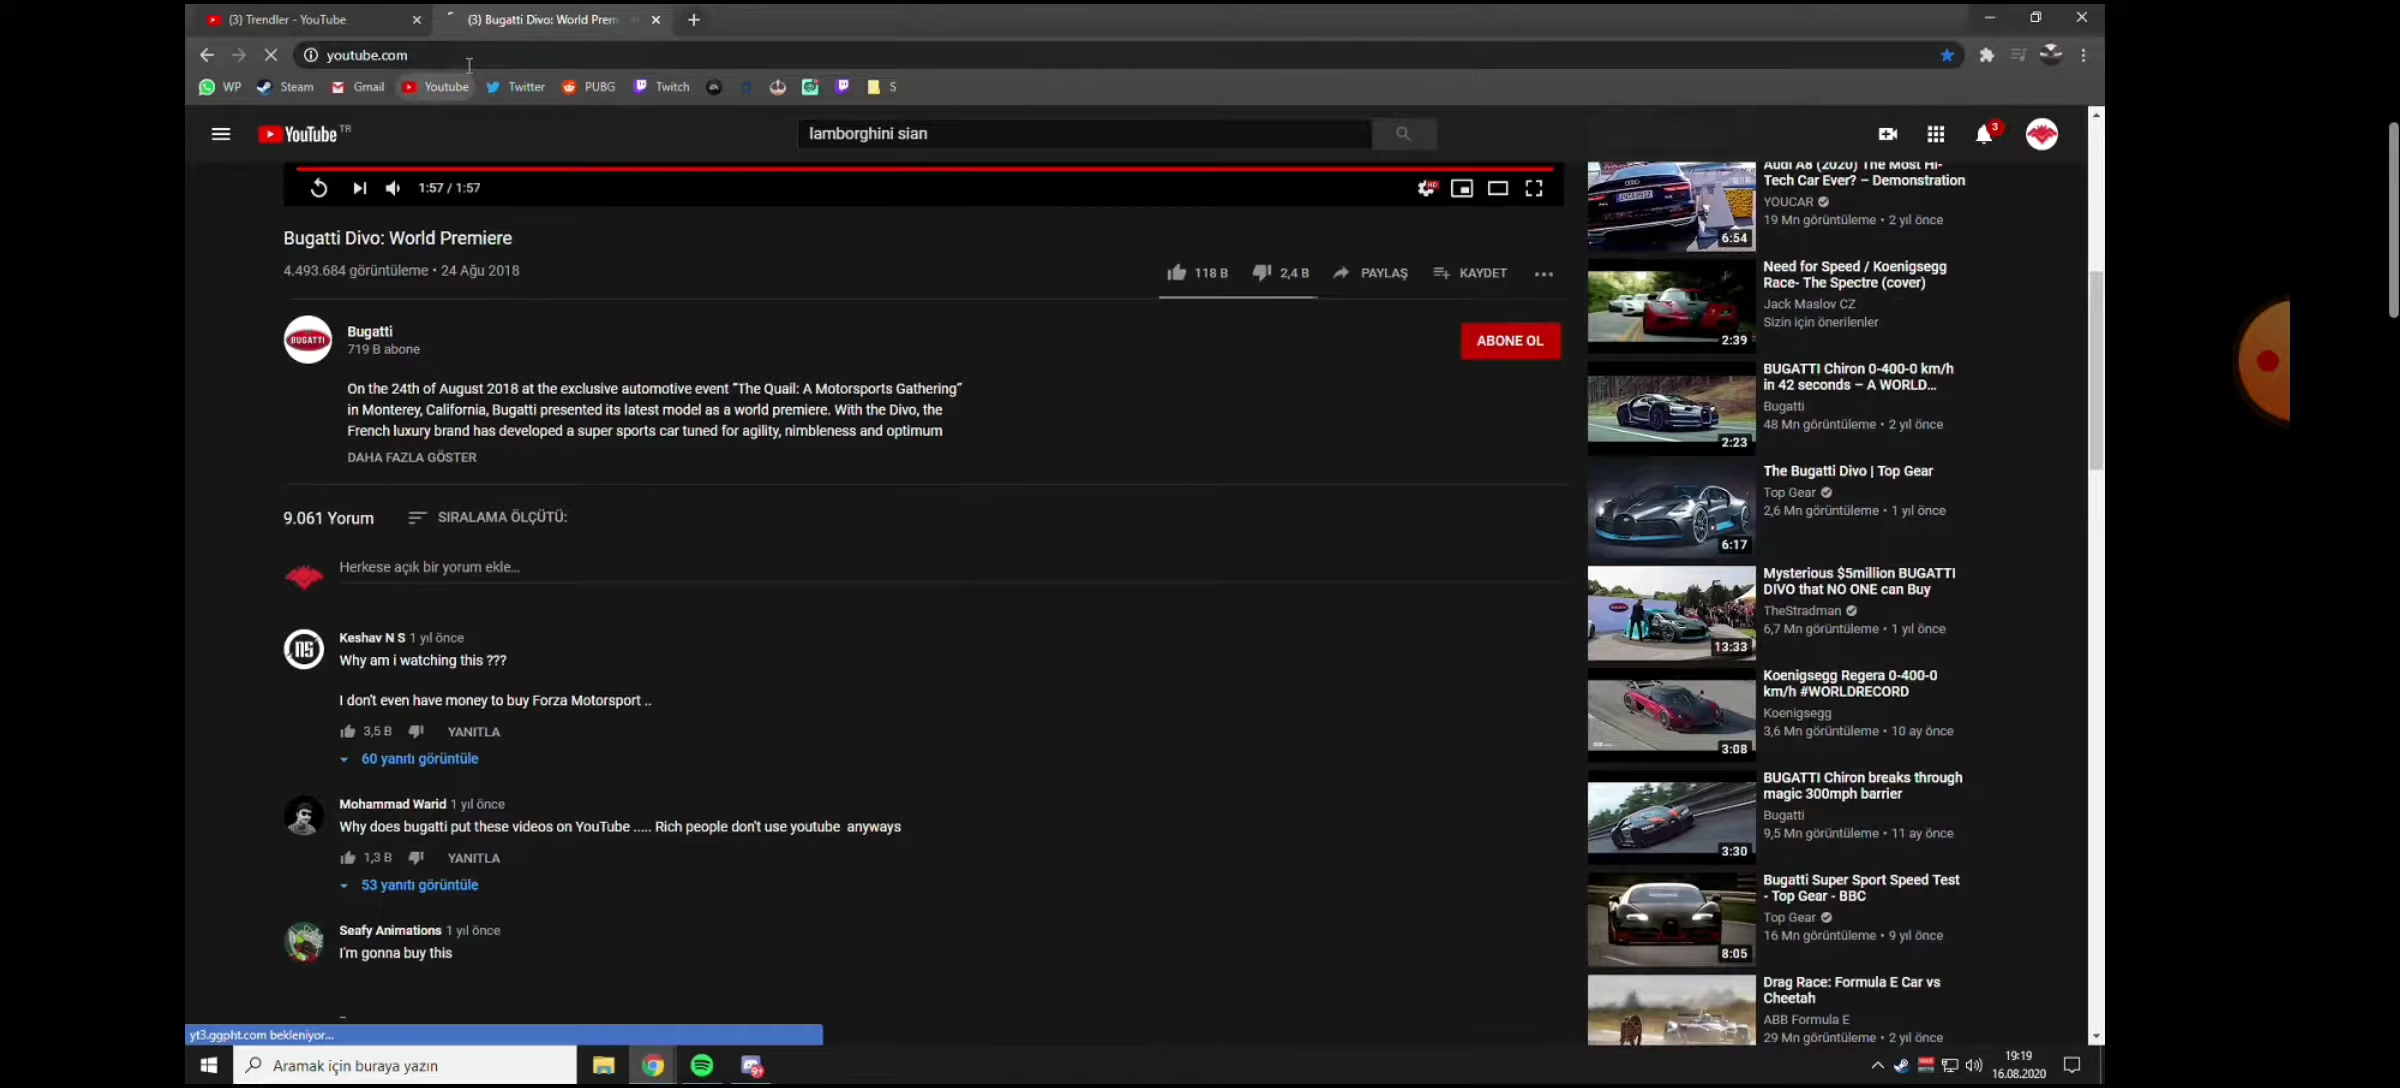 (3) Trendler - YouTube
(3) Bugatti Divo: World Prem
youtube.com
WP
Steam
Gmail
Youtube
Twitter
PUBG
Twitch
S
YouTube TR
lamborghini sian
3
1:57 / 1:57
HD
Bugatti Divo: World Premiere
4.493.684 görüntüleme • 24 Ağu 2018
118 B
2,4 B
PAYLAŞ
KAYDET
BUGATTI
Bugatti
719 B abone
ABONE OL
On the 24th of August 2018 at the exclusive automotive event “The Quail: A Motorsports Gathering”
in Monterey, California, Bugatti presented its latest model as a world premiere. With the Divo, the
French luxury brand has developed a super sports car tuned for agility, nimbleness and optimum
DAHA FAZLA GÖSTER
9.061 Yorum
SIRALAMA ÖLÇÜTÜ:
Herkese açık bir yorum ekle...
Keshav N S 1 yıl önce
Why am i watching this ???
I don't even have money to buy Forza Motorsport ..
3,5 B
YANITLA
60 yanıtı görüntüle
Mohammad Warid 1 yıl önce
Why does bugatti put these videos on YouTube ..... Rich people don't use youtube anyways
1,3 B
YANITLA
53 yanıtı görüntüle
Seafy Animations 1 yıl önce
I'm gonna buy this
Audi A8 (2020) The Most Hi-
Tech Car Ever? – Demonstration
YOUCAR
19 Mn görüntüleme • 2 yıl önce
6:54
Need for Speed / Koenigsegg
Race- The Spectre (cover)
Jack Maslov CZ
Sizin için önerilenler
2:39
BUGATTI Chiron 0-400-0 km/h
in 42 seconds – A WORLD...
Bugatti
48 Mn görüntüleme • 2 yıl önce
2:23
The Bugatti Divo | Top Gear
Top Gear
2,6 Mn görüntüleme • 1 yıl önce
6:17
Mysterious $5million BUGATTI
DIVO that NO ONE can Buy
TheStradman
6,7 Mn görüntüleme • 1 yıl önce
13:33
Koenigsegg Regera 0-400-0
km/h #WORLDRECORD
Koenigsegg
3,6 Mn görüntüleme • 10 ay önce
3:08
BUGATTI Chiron breaks through
magic 300mph barrier
Bugatti
9,5 Mn görüntüleme • 11 ay önce
3:30
Bugatti Super Sport Speed Test
- Top Gear - BBC
Top Gear
16 Mn görüntüleme • 9 yıl önce
8:05
Drag Race: Formula E Car vs
Cheetah
ABB Formula E
29 Mn görüntüleme • 2 yıl önce
yt3.ggpht.com bekleniyor...
Aramak için buraya yazın
9+
19:19
16.08.2020